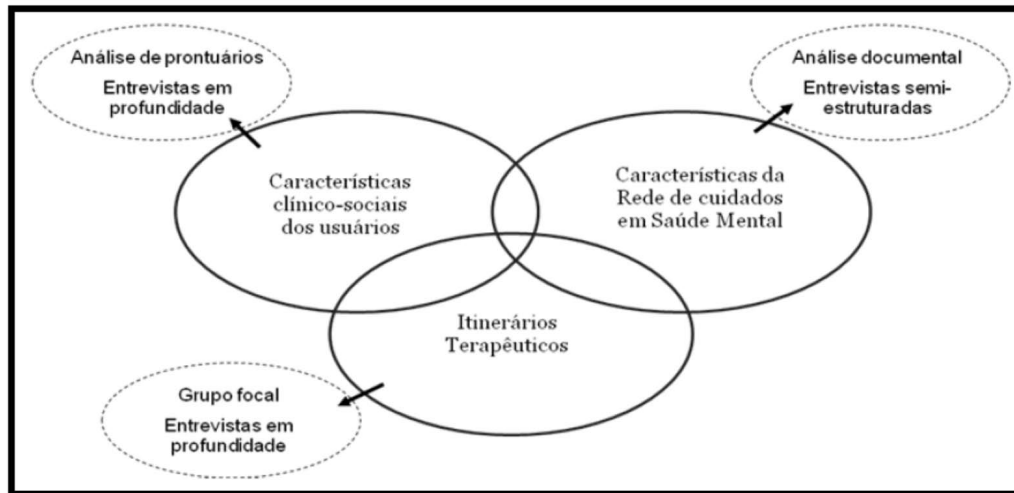 Análise de prontuários
Entrevistas em
profundidade
Análise documental
Entrevistas semi-
estruturadas
Características
clínico-sociais
dos usuários
Características da
Rede de cuidados
em Saúde Mental
Itinerários
Terapêuticos
Grupo focal
Entrevistas em
profundidade